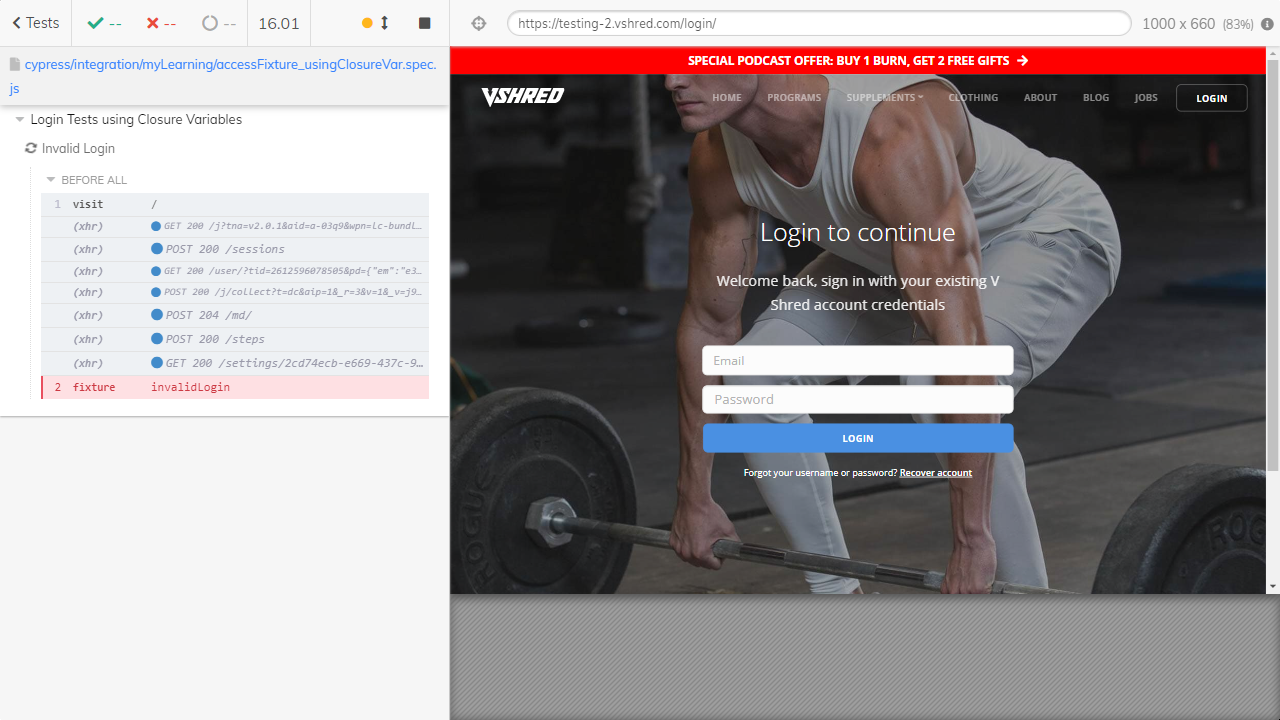 Tests
--
--
--
16.01
https://testing-2.vshred.com/login/
1000 x 660 (83%)
cypress/integration/myLearning/accessFixture_usingClosureVar.spec.
js
Login Tests using Closure Variables
Invalid Login
BEFORE ALL
1 visit /
(xhr) GET 200 /j?tna=v2.0.1&aid=a-03q9&wpn=lc-bundl...
(xhr) POST 200 /sessions
(xhr) GET 200 /user/?tid=2612596078505&pd={"em":"e3...
(xhr) POST 200 /j/collect?t=dc&aip=1&_r=3&v=1&_v=j9...
(xhr) POST 204 /md/
(xhr) POST 200 /steps
(xhr) GET 200 /settings/2cd74ecb-e669-437c-9...
2 fixture invalidLogin
SPECIAL PODCAST OFFER: BUY 1 BURN, GET 2 FREE GIFTS
VSHRED
HOME PROGRAMS SUPPLEMENTS CLOTHING ABOUT BLOG JOBS LOGIN
Login to continue
Welcome back, sign in with your existing V
Shred account credentials
Email
Password
LOGIN
Forgot your username or password? Recover account
ROGUE
ROGUE